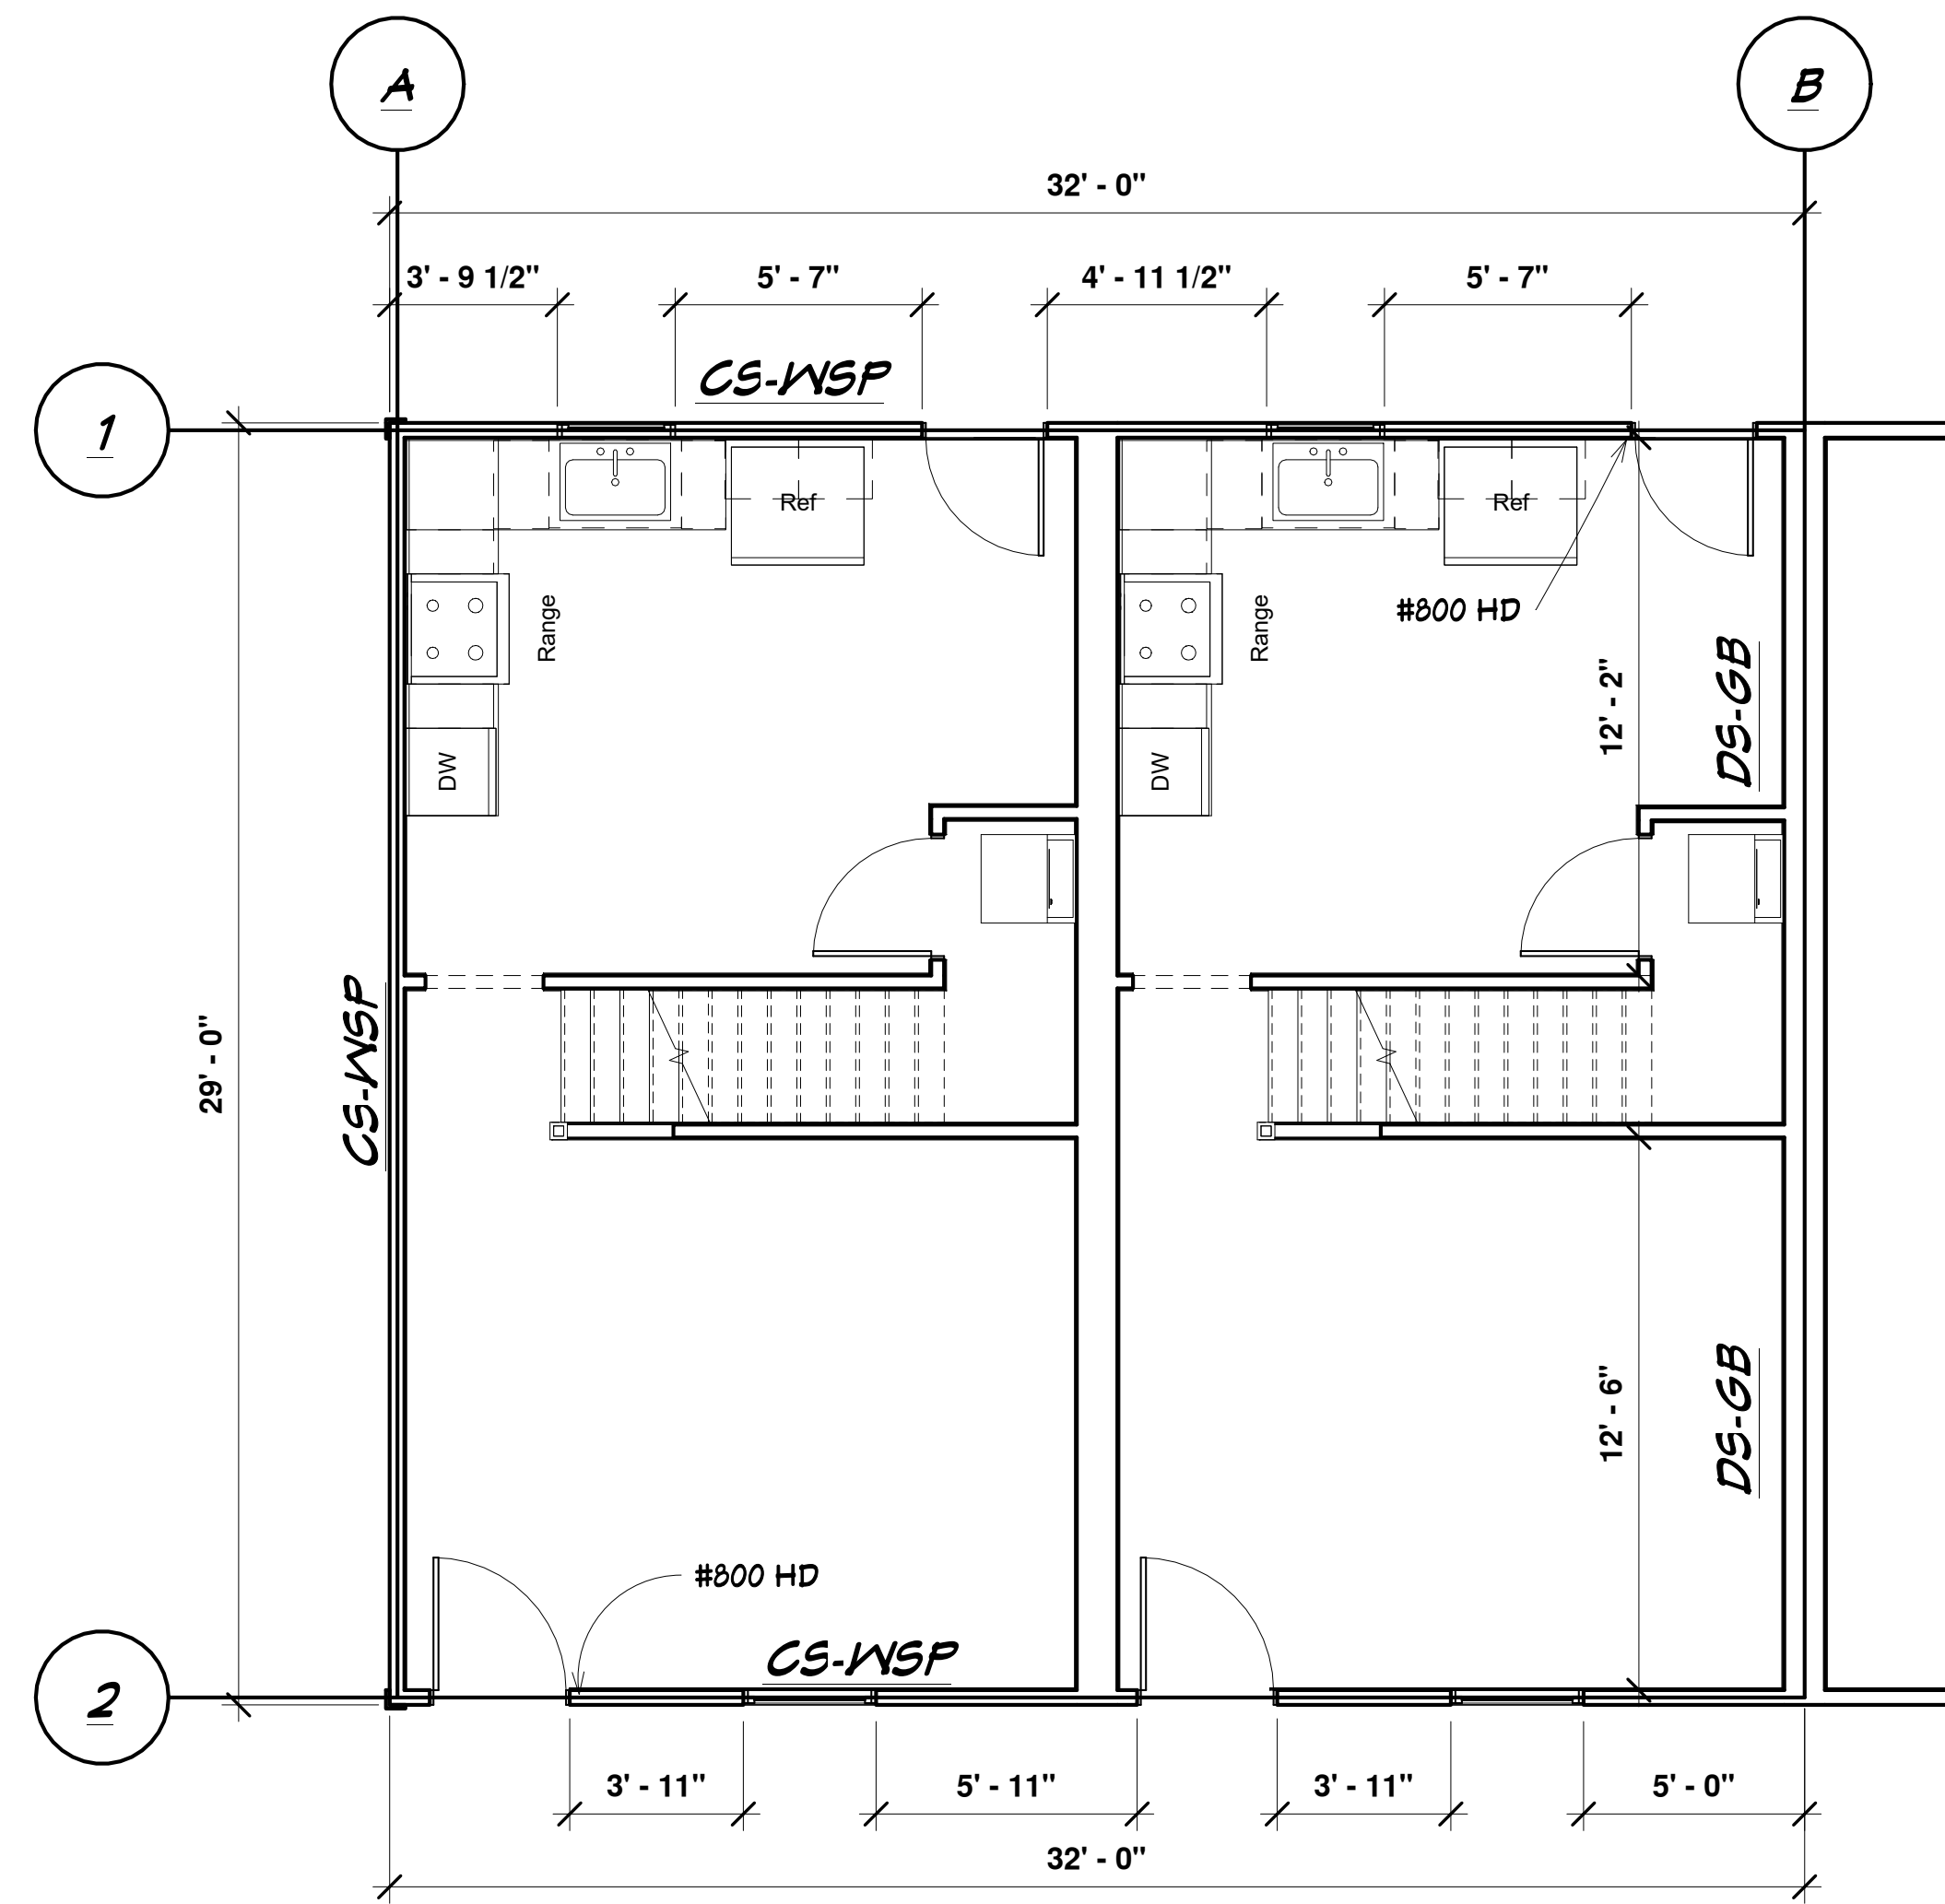 A
B
32' - 0"
3' - 9 1/2"
5' - 7"
4' - 11 1/2"
5' - 7"
CS-WSP
1
Ref
Ref
Range
Range
#800 HD
12' - 2"
DS-GB
DW
DW
29' - 0"
CS-WSP
12' - 6"
DS-GB
#800 HD
CS-WSP
2
3' - 11"
5' - 11"
3' - 11"
5' - 0"
32' - 0"